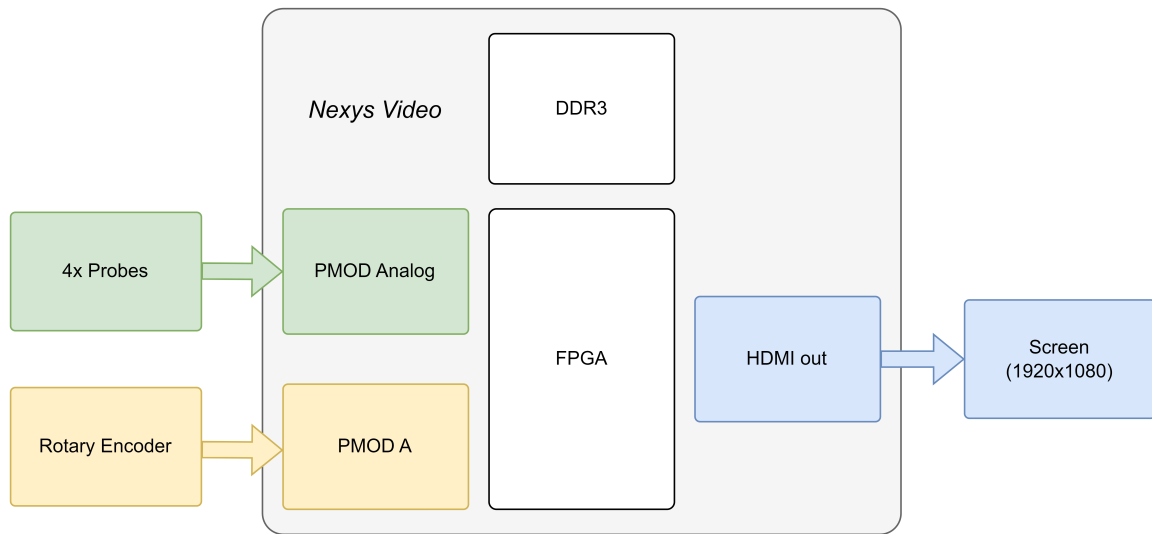 Nexys Video
DDR3
4x Probes
PMOD Analog
FPGA
HDMI out
Screen
(1920x1080)
Rotary Encoder
PMOD A